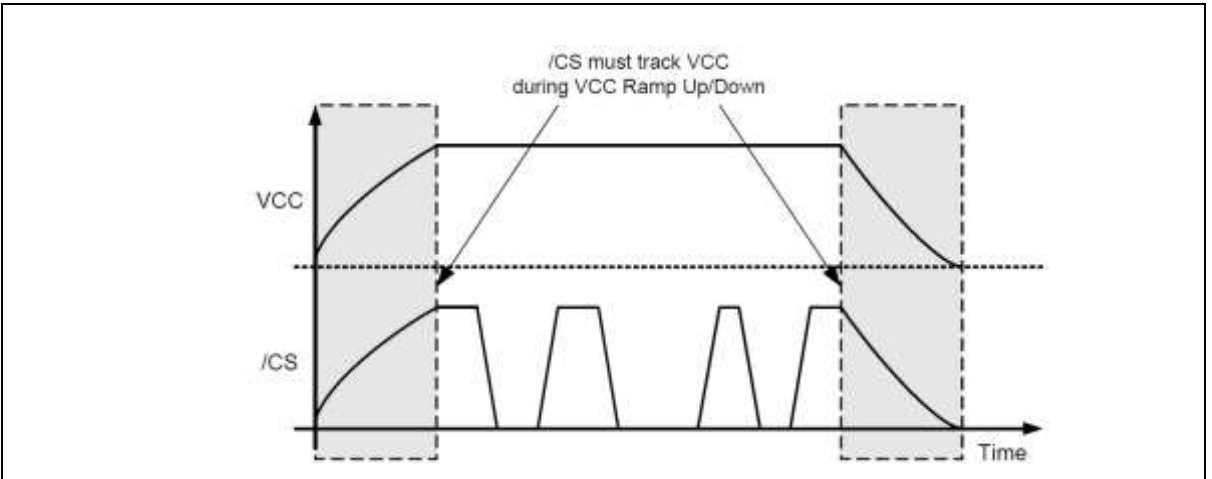 /CS must track VCC
during VCC Ramp Up/Down
VCC
/CS
Time